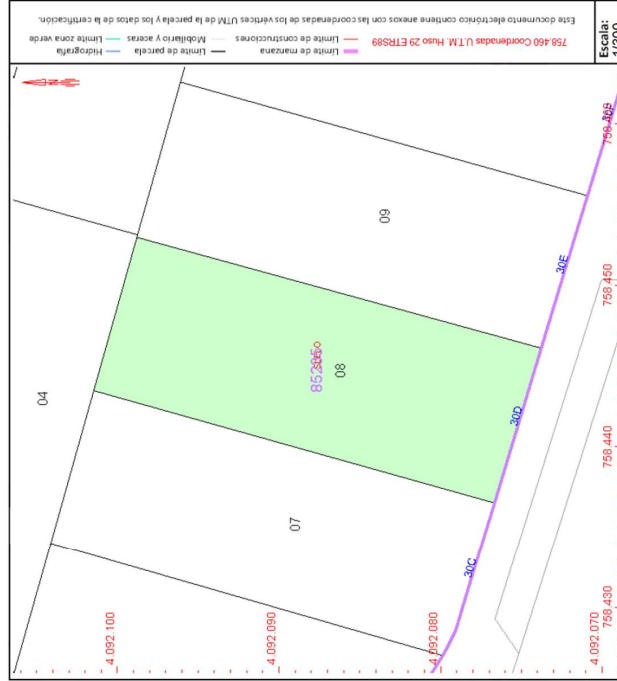 Este documento electrónico contiene anexos con las coordenadas de los vértices UTM de la parcela y los datos de la certificación.
758.460 Coordenadas U.T.M. Huso 29 ETRS89
Límite de manzana
Límite de construcciones
Límite de parcela
Mobiliario y aceras
Hidrografía
Límite zona verde
Escala:
1/200
04
09
08
07
30C
30D
30E
4.092.100
4.092.090
4.092.080
4.092.070
758.430
758.440
758.450